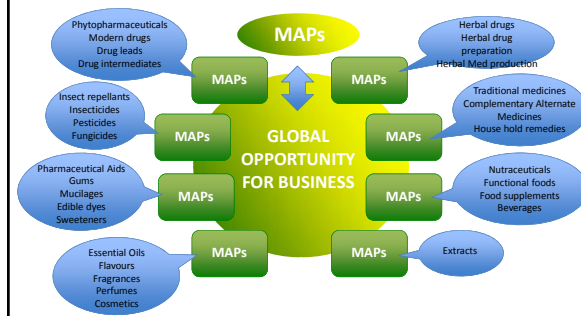 MAPs
Phytopharmaceuticals
Modern drugs
Drug leads
Drug intermediates
MAPs
Herbal drugs
Herbal drug
preparation
Herbal Med production
MAPs
Insect repellants
Insecticides
Pesticides
Fungicides
MAPs
Traditional medicines
Complementary Alternate
Medicines
House hold remedies
MAPs
GLOBAL
OPPORTUNITY
FOR BUSINESS
Pharmaceutical Aids
Gums
Mucilages
Edible dyes
Sweeteners
MAPs
Nutraceuticals
Functional foods
Food supplements
Beverages
MAPs
Essential Oils
Flavours
Fragrances
Perfumes
Cosmetics
MAPs
Extracts
MAPs